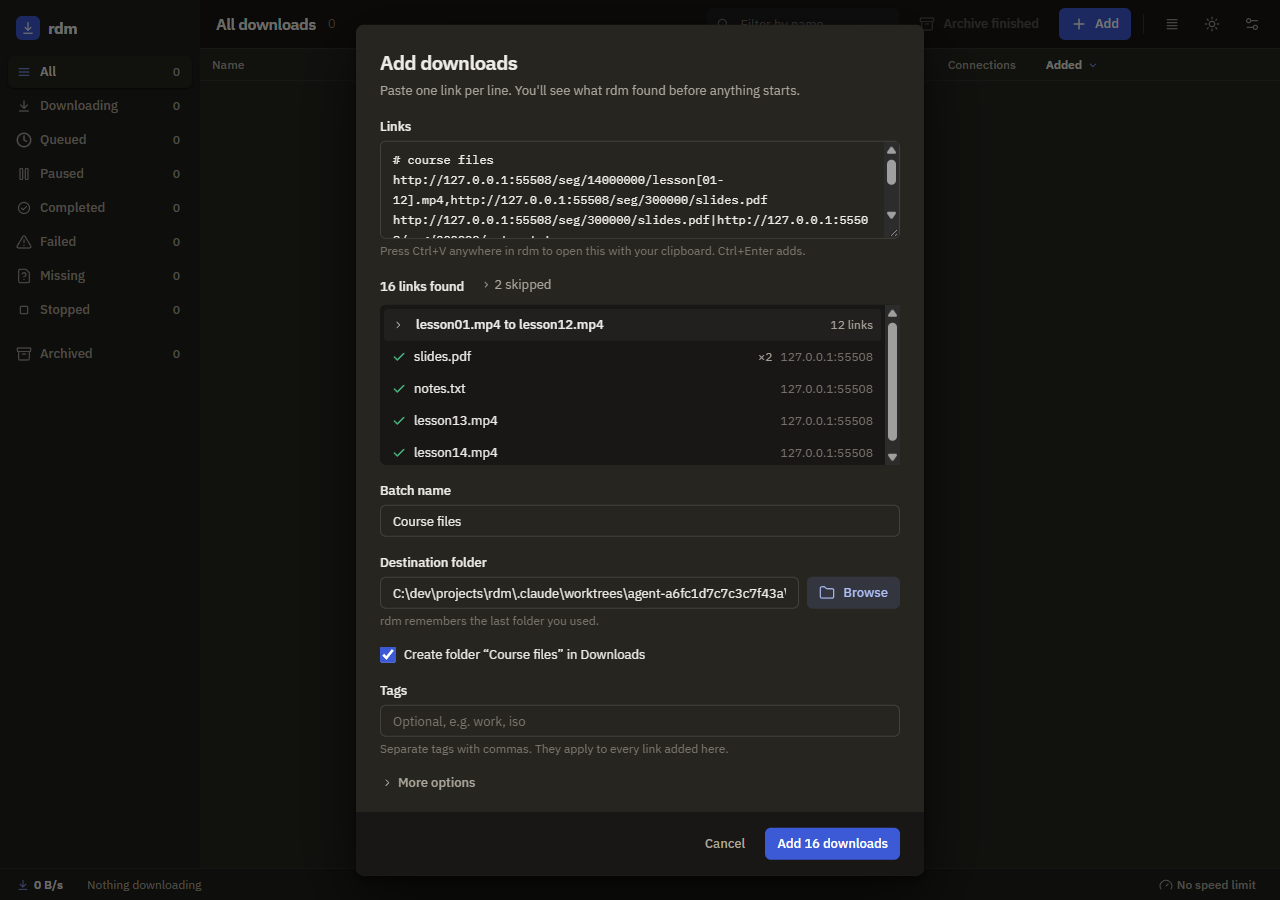 rdm
All 0
Downloading 0
Queued 0
Paused 0
Completed 0
Failed 0
Missing 0
Stopped 0
Archived 0
All downloads 0
Filter by name
Archive finished
Add
Name
Connections
Added
Add downloads
Paste one link per line. You'll see what rdm found before anything starts.
Links
# course files
http://127.0.0.1:55508/seg/14000000/lesson[01-
12].mp4,http://127.0.0.1:55508/seg/300000/slides.pdf
http://127.0.0.1:55508/seg/300000/slides.pdf|http://127.0.0.1:5550
Press Ctrl+V anywhere in rdm to open this with your clipboard. Ctrl+Enter adds.
16 links found 2 skipped
lesson01.mp4 to lesson12.mp4 12 links
slides.pdf ×2 127.0.0.1:55508
notes.txt 127.0.0.1:55508
lesson13.mp4 127.0.0.1:55508
lesson14.mp4 127.0.0.1:55508
Batch name
Course files
Destination folder
C:\dev\projects\rdm\.claude\worktrees\agent-a6fc1d7c7c3c7f43a\
Browse
rdm remembers the last folder you used.
Create folder “Course files” in Downloads
Tags
Optional, e.g. work, iso
Separate tags with commas. They apply to every link added here.
More options
Cancel
Add 16 downloads
0 B/s
Nothing downloading
No speed limit